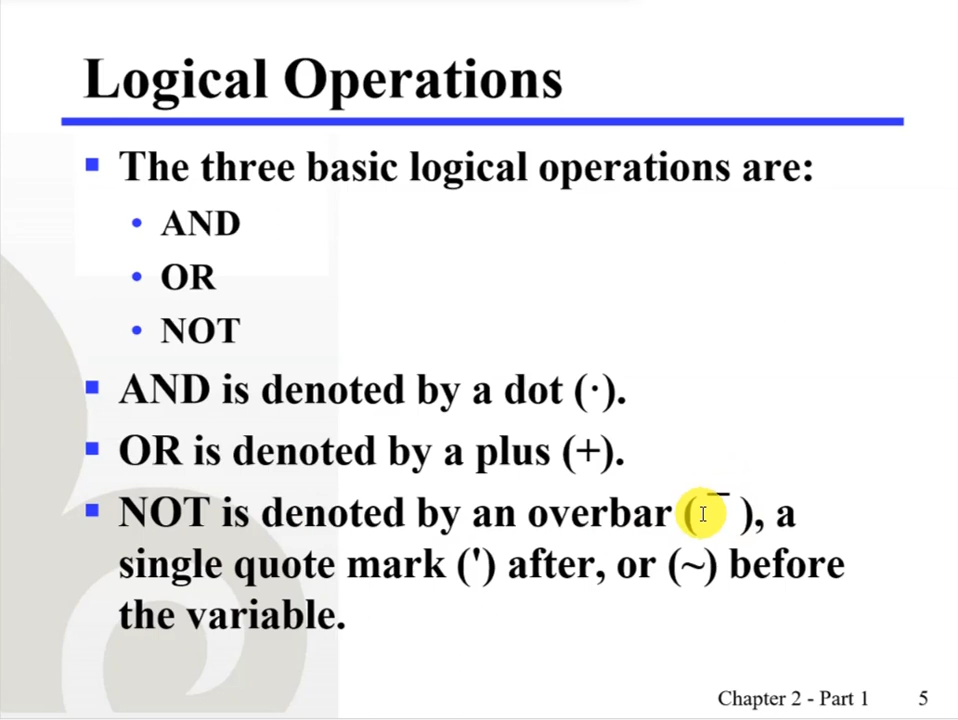 Logical Operations
▪ The three basic logical operations are:
• AND
• OR
• NOT
▪ AND is denoted by a dot (·).
▪ OR is denoted by a plus (+).
▪ NOT is denoted by an overbar ( ¯ ), a
single quote mark (') after, or (~) before
the variable.
Chapter 2 - Part 1 5